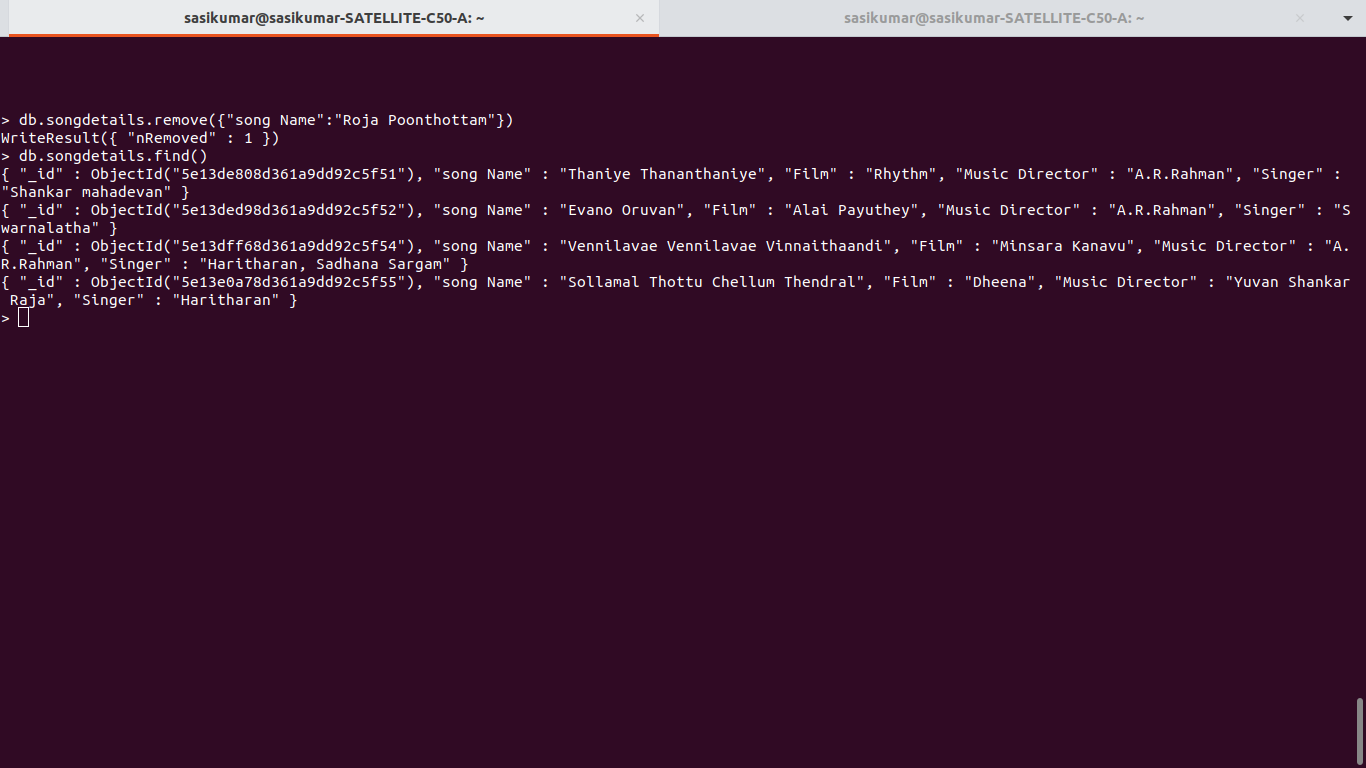 sasikumar@sasikumar-SATELLITE-C50-A: ~ × sasikumar@sasikumar-SATELLITE-C50-A: ~ ×
> db.songdetails.remove({"song Name":"Roja Poonthottam"})
WriteResult({ "nRemoved" : 1 })
> db.songdetails.find()
{ "_id" : ObjectId("5e13de808d361a9dd92c5f51"), "song Name" : "Thaniye Thananthaniye", "Film" : "Rhythm", "Music Director" : "A.R.Rahman", "Singer" :
"Shankar mahadevan" }
{ "_id" : ObjectId("5e13ded98d361a9dd92c5f52"), "song Name" : "Evano Oruvan", "Film" : "Alai Payuthey", "Music Director" : "A.R.Rahman", "Singer" : "S
warnalatha" }
{ "_id" : ObjectId("5e13dff68d361a9dd92c5f54"), "song Name" : "Vennilavae Vennilavae Vinnaithaandi", "Film" : "Minsara Kanavu", "Music Director" : "A.
R.Rahman", "Singer" : "Haritharan, Sadhana Sargam" }
{ "_id" : ObjectId("5e13e0a78d361a9dd92c5f55"), "song Name" : "Sollamal Thottu Chellum Thendral", "Film" : "Dheena", "Music Director" : "Yuvan Shankar
 Raja", "Singer" : "Haritharan" }
>